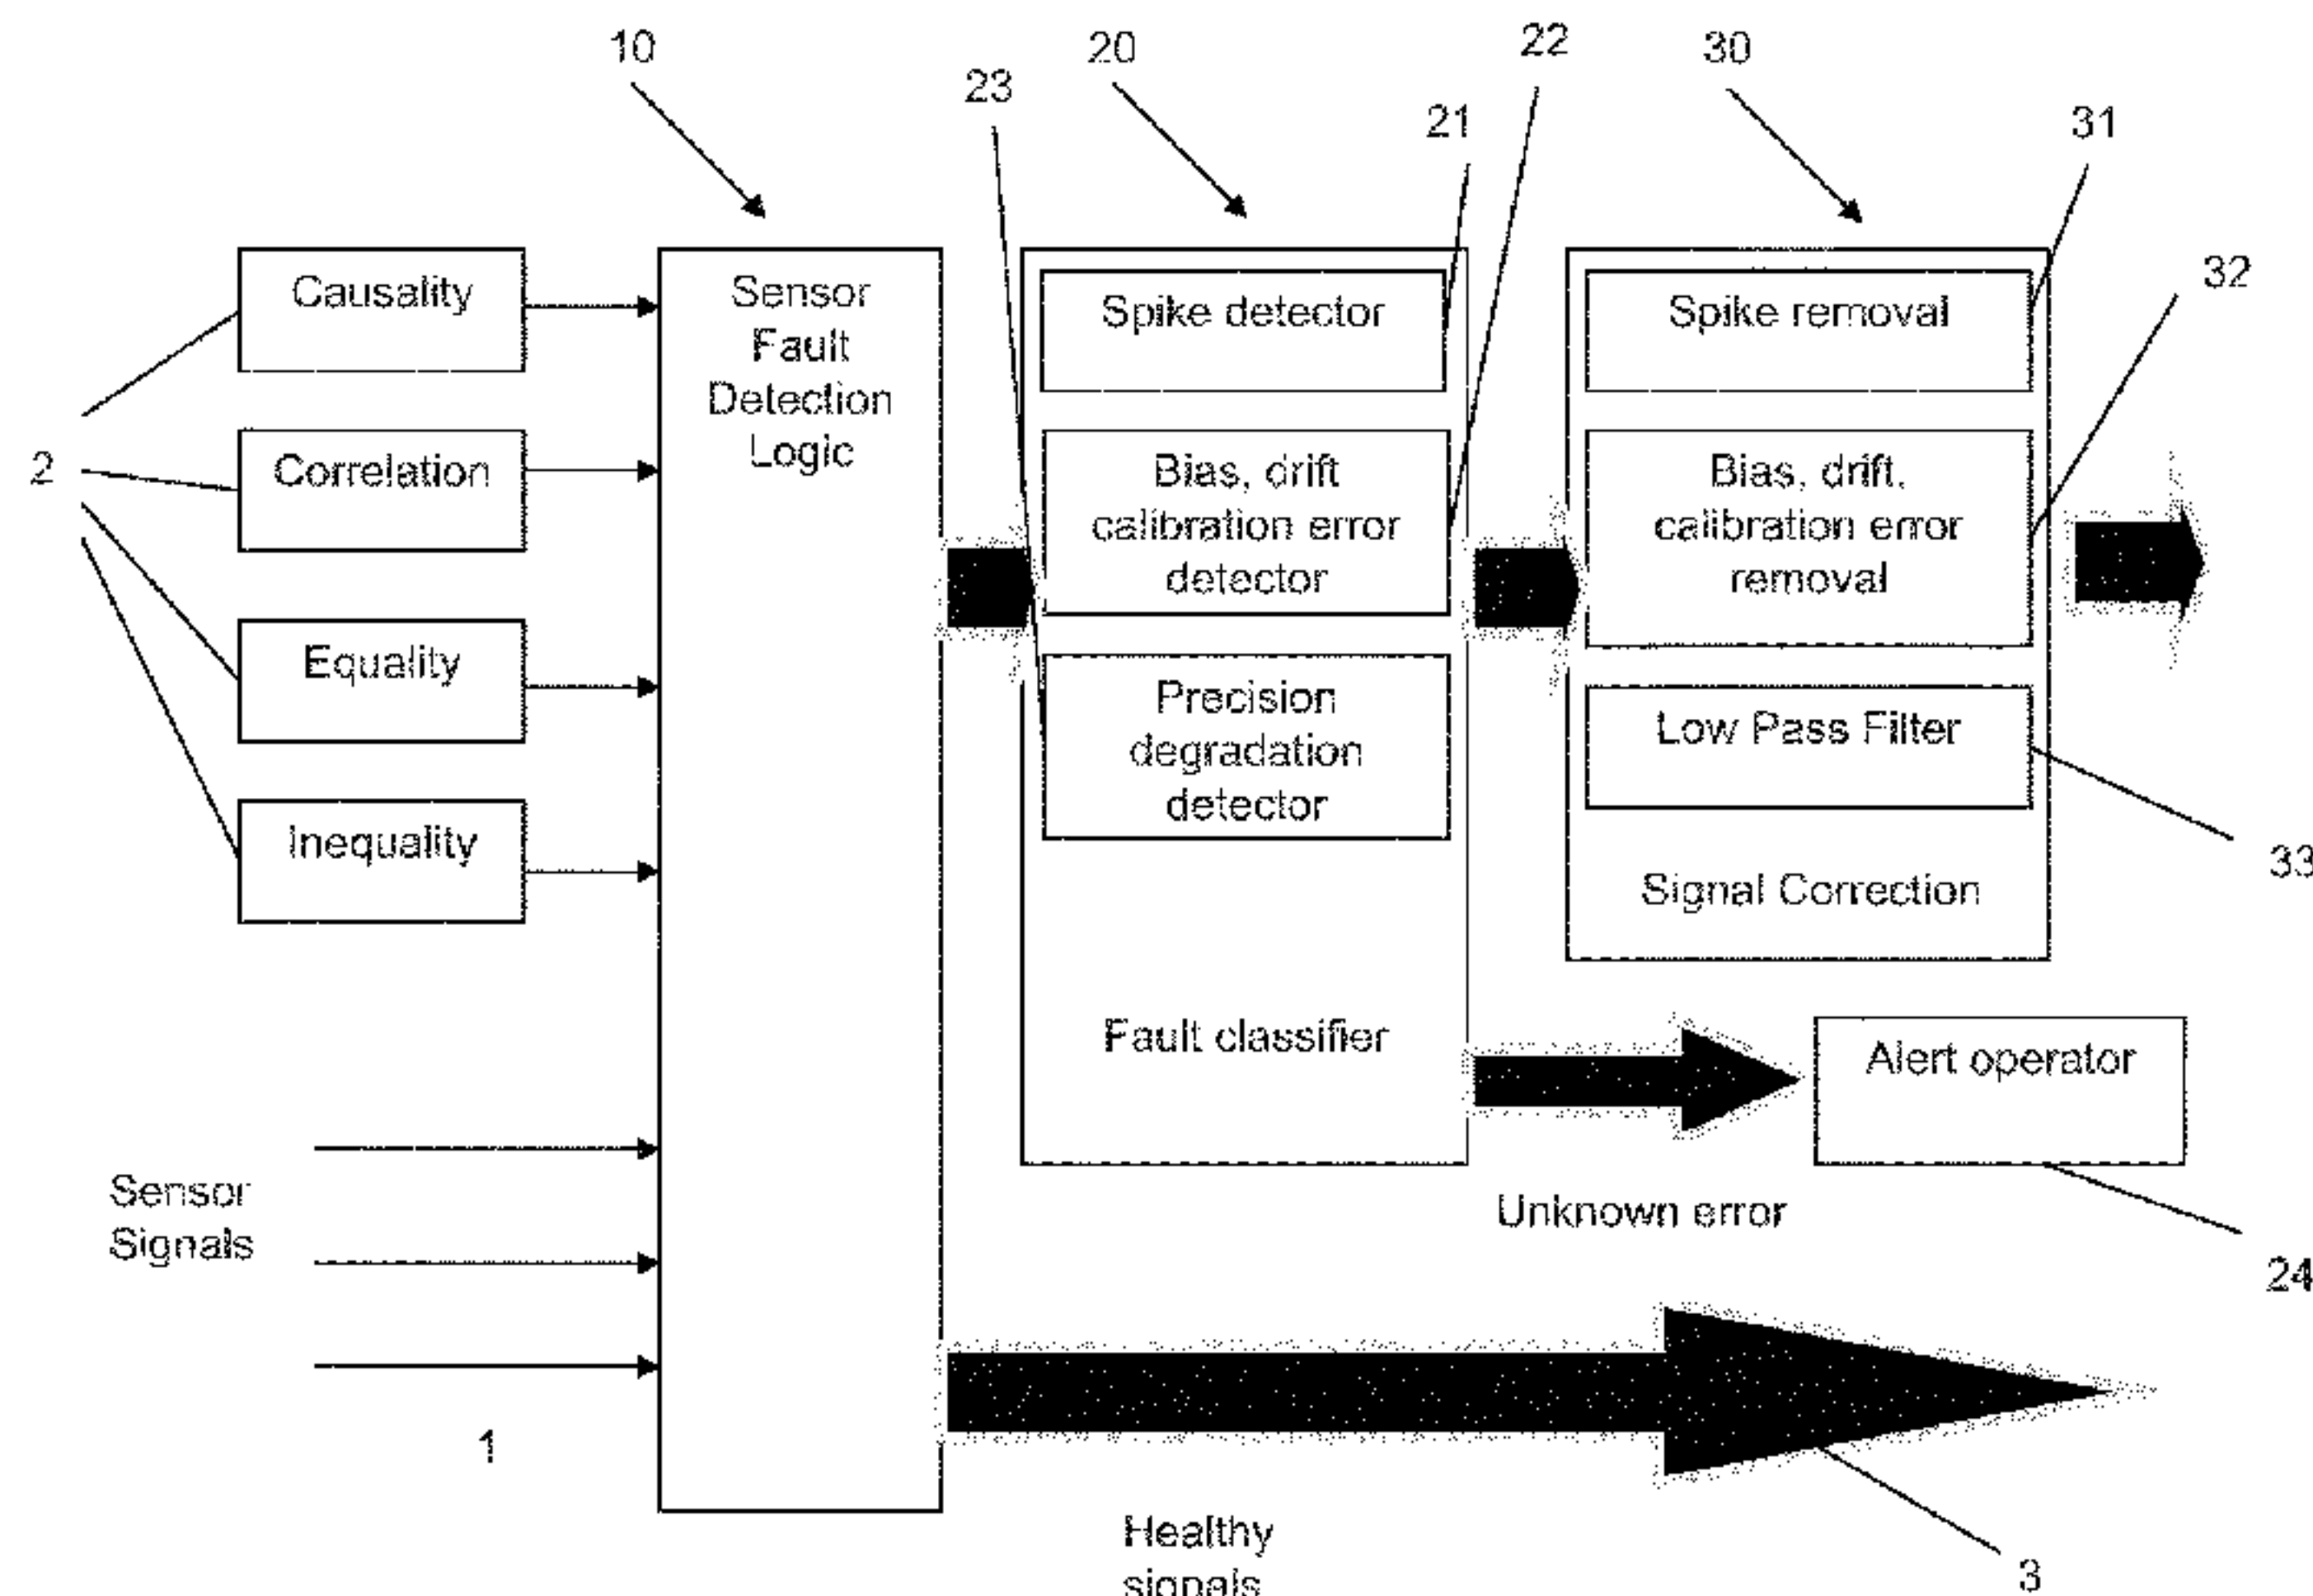 10
20
22
23
30
21
31
32
Causality
Sensor
Fault
Detection
Logic
Spike detector
Spike removal
2
Correlation
Bias, drift
calibration error
detector
Bias, drift,
calibration error
removal
Equality
Precision
degradation
detector
Low Pass Filter
Inequality
33
Signal Correction
Fault classifier
Alert operator
Sensor
Signals
Unknown error
24
1
Healthy
signals
3